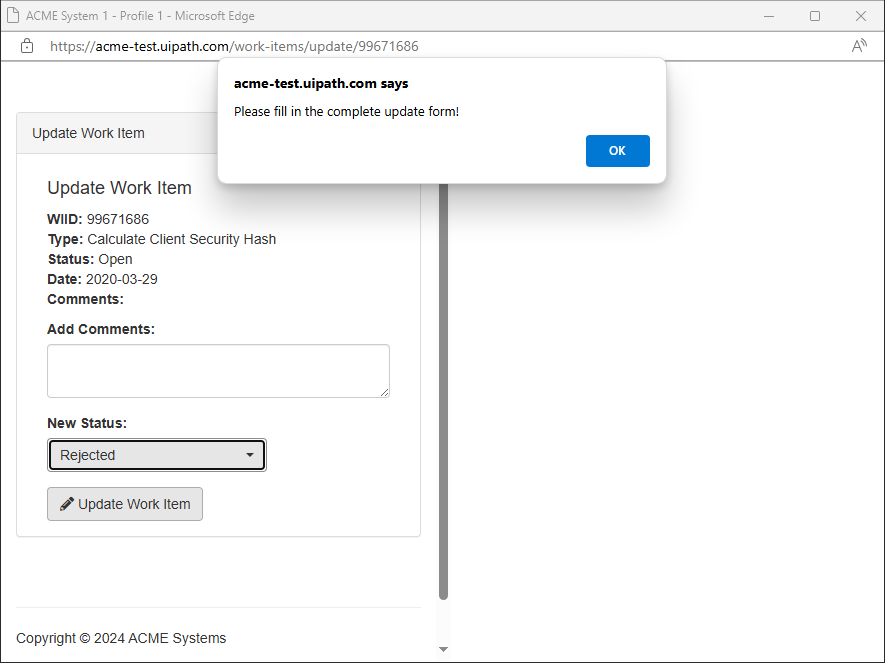 ACME System 1 - Profile 1 - Microsoft Edge
https://acme-test.uipath.com/work-items/update/99671686
acme-test.uipath.com says
Please fill in the complete update form!
OK
Update Work Item
Update Work Item
WIID: 99671686
Type: Calculate Client Security Hash
Status: Open
Date: 2020-03-29
Comments:
Add Comments:
New Status:
Rejected
Update Work Item
Copyright © 2024 ACME Systems